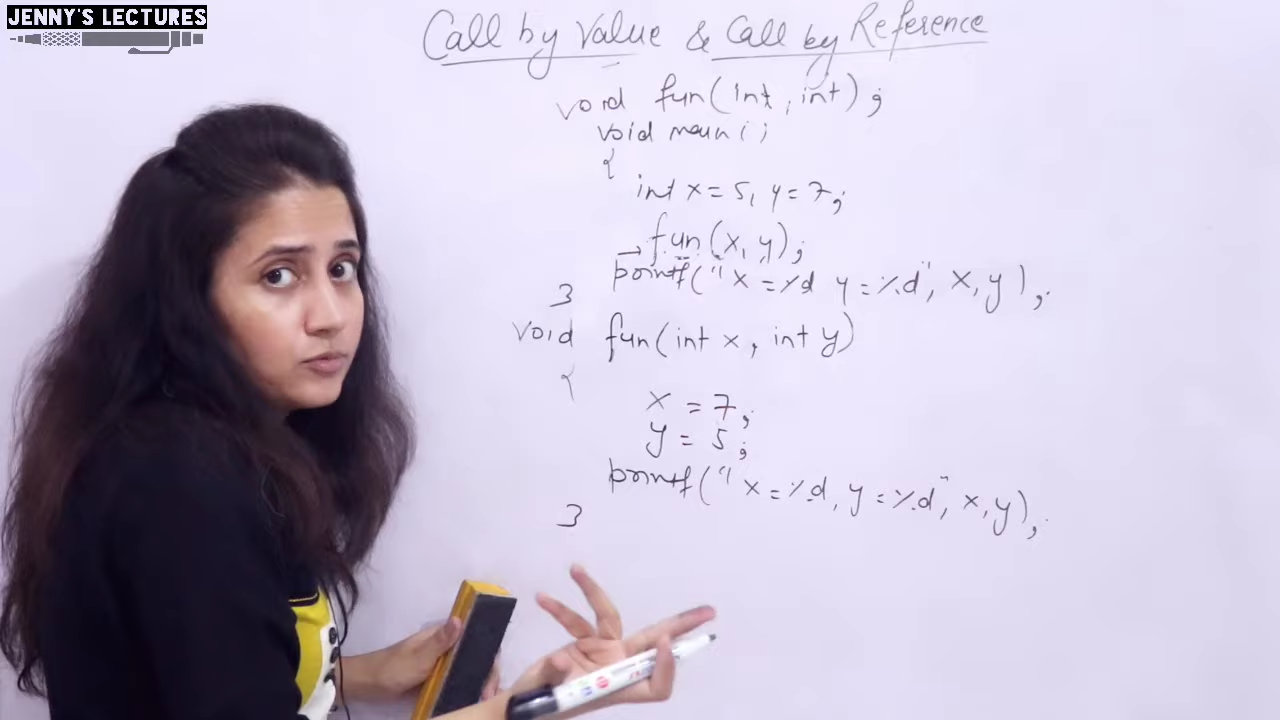 JENNY'S LECTURES
Call by Value & Call by Reference
void fun(int, int);
void main()
{
int x = 5, y = 7;
→ fun(x, y);
printf("x = %d y = %d", x, y);
}
void fun(int x, int y)
{
x = 7;
y = 5;
printf("x = %d, y = %d", x, y);
}